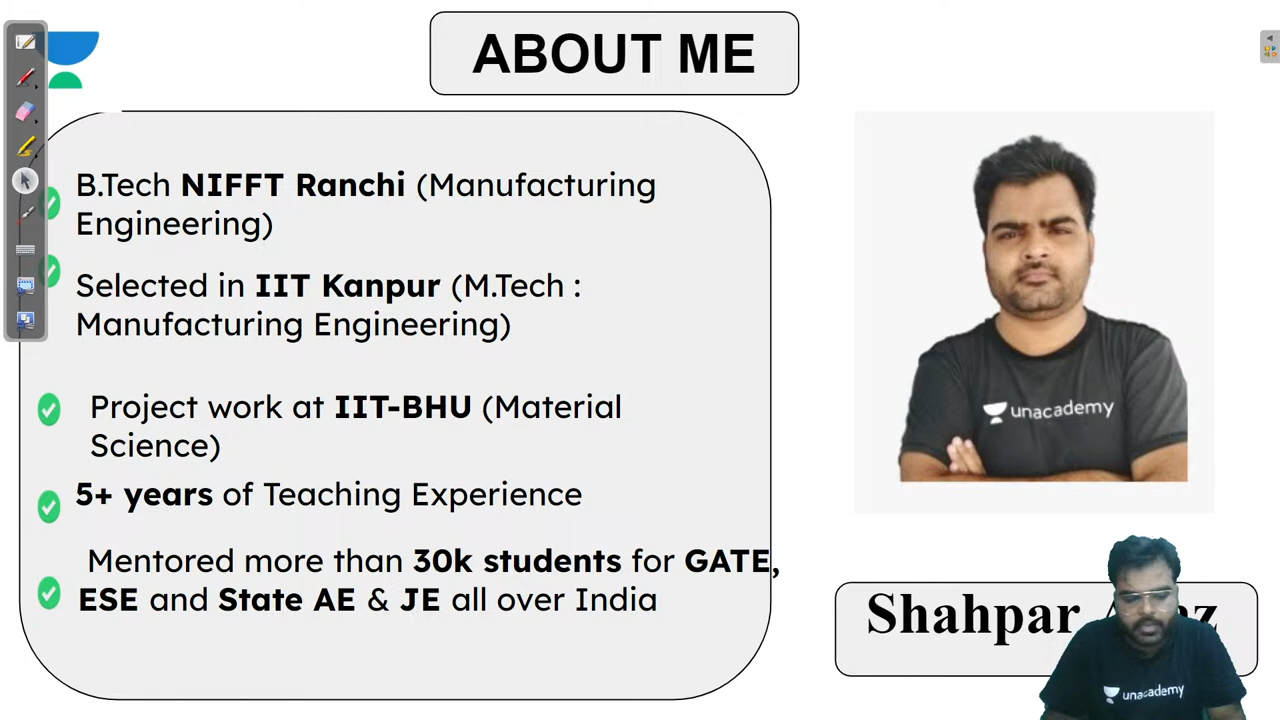 ABOUT ME
B.Tech NIFFT Ranchi (Manufacturing
Engineering)
Selected in IIT Kanpur (M.Tech :
Manufacturing Engineering)
Project work at IIT-BHU (Material
Science)
5+ years of Teaching Experience
Mentored more than 30k students for GATE,
ESE and State AE & JE all over India
unacademy
Shahpar
unacademy